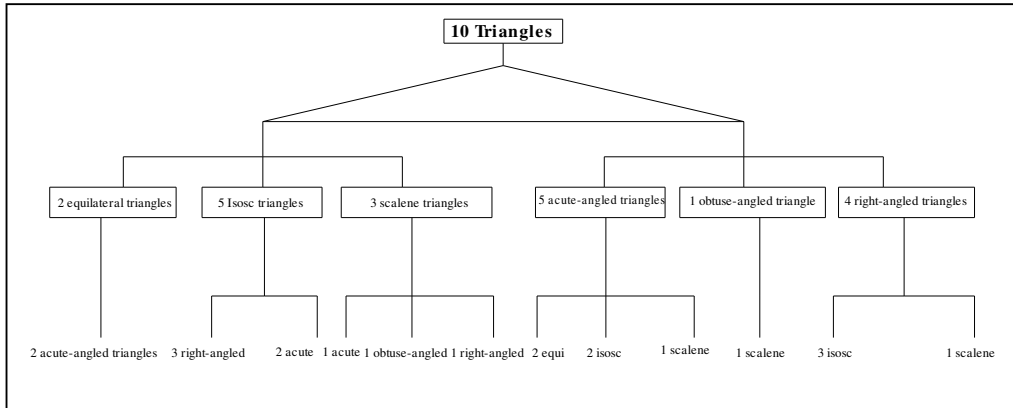 10 Triangles
2 equilateral triangles
5 Isosc triangles
3 scalene triangles
5 acute-angled triangles
1 obtuse-angled triangle
4 right-angled triangles
2 acute-angled triangles
3 right-angled
2 acute
1 acute
1 obtuse-angled
1 right-angled
2 equi
2 isosc
1 scalene
1 scalene
3 isosc
1 scalene